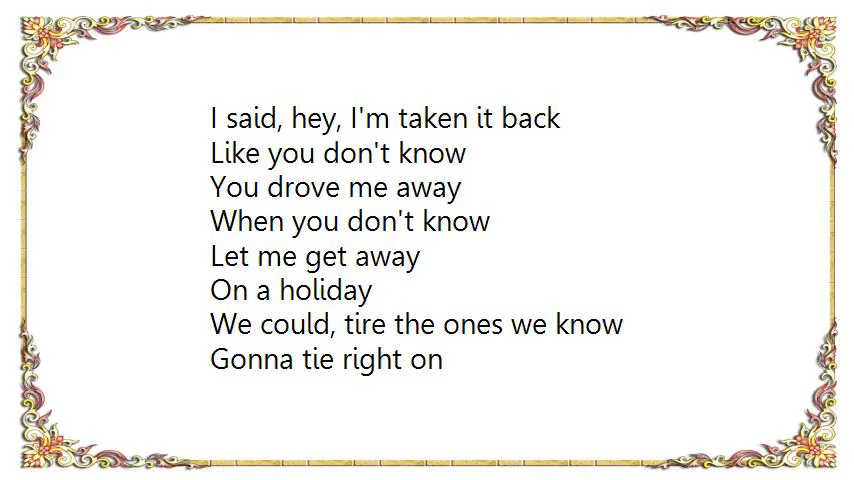 I said, hey, I'm taken it back
Like you don't know
You drove me away
When you don't know
Let me get away
On a holiday
We could, tire the ones we know
Gonna tie right on